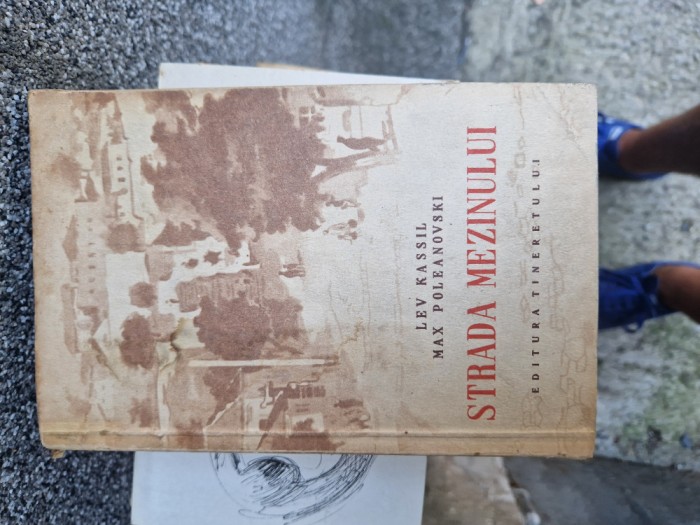 LEV KASSIL
MAX POLEANOVSKI
STRADA MEZINULUI
EDITURA TINERETULUI